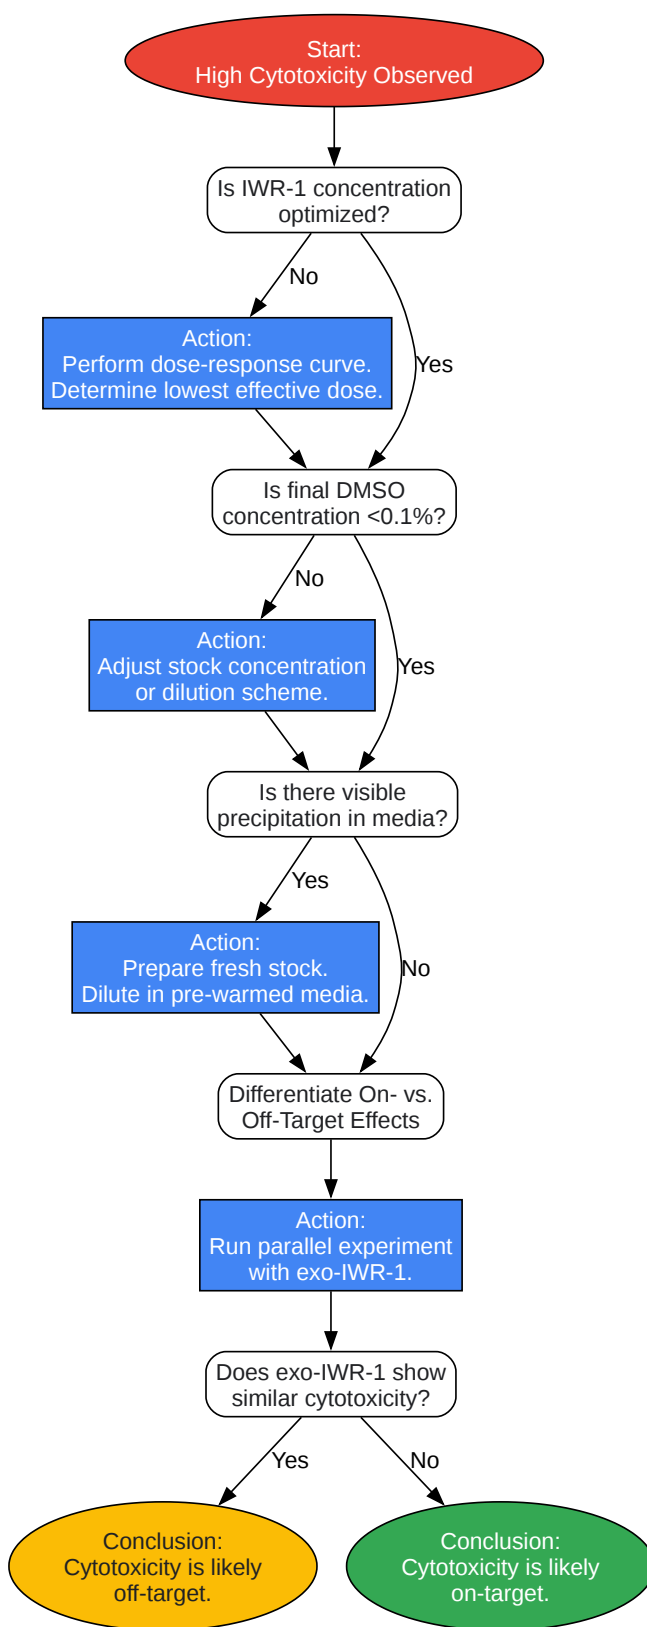 Start:
High Cytotoxicity Observed
Is IWR-1 concentration
optimized?
No
Yes
Action:
Perform dose-response curve.
Determine lowest effective dose.
Is final DMSO
concentration <0.1%?
No
Yes
Action:
Adjust stock concentration
or dilution scheme.
Is there visible
precipitation in media?
Yes
No
Action:
Prepare fresh stock.
Dilute in pre-warmed media.
Differentiate On- vs.
Off-Target Effects
Action:
Run parallel experiment
with exo-IWR-1.
Does exo-IWR-1 show
similar cytotoxicity?
Yes
No
Conclusion:
Cytotoxicity is likely
off-target.
Conclusion:
Cytotoxicity is likely
on-target.